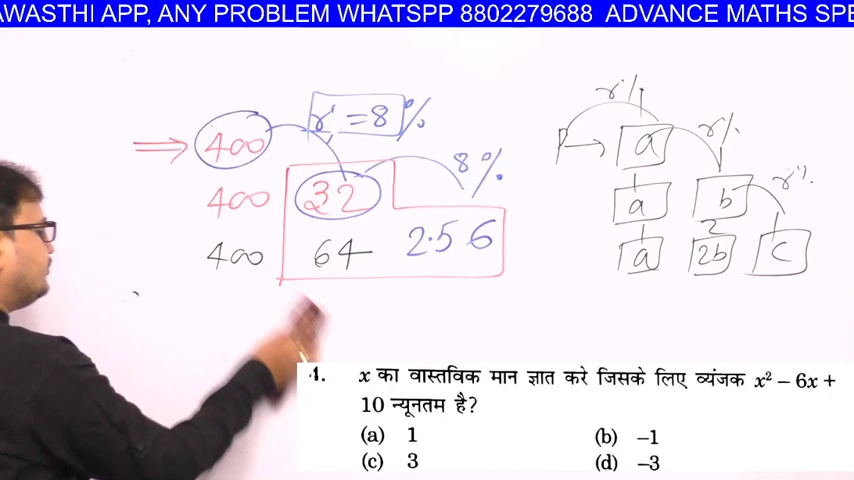 AWASTHI APP, ANY PROBLEM WHATSPP 8802279688 ADVANCE MATHS SPE
⇒ 400 r' = 8%
400 32 8%
400 64 2.56
r%
P → a r%
a b r%
a 2b c
4. x का वास्तविक मान ज्ञात करे जिसके लिए व्यंजक x² – 6x +
10 न्यूनतम है?
(a) 1 (b) –1
(c) 3 (d) –3